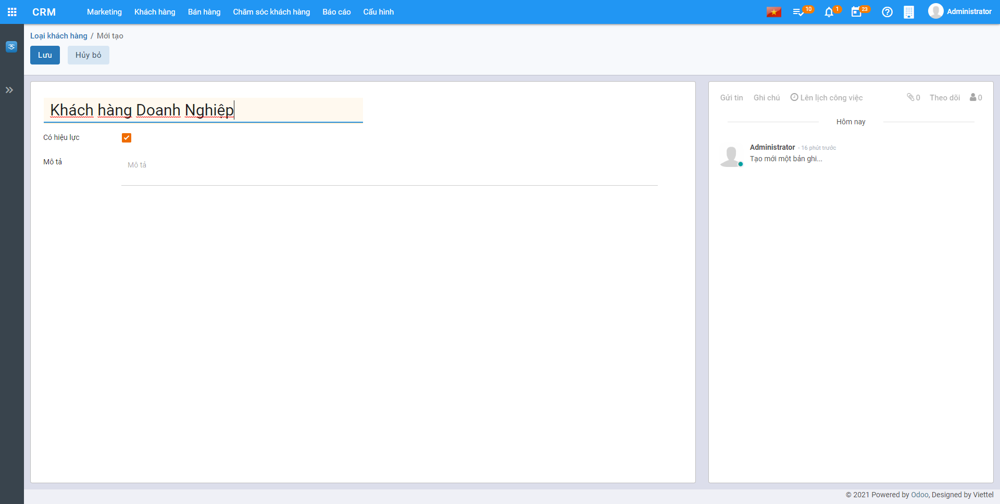 CRM Marketing Khách hàng Bán hàng Chăm sóc khách hàng Báo cáo Cấu hình 10 1 23 Administrator
Loại khách hàng / Mới tạo
Lưu Hủy bỏ
Khách hàng Doanh Nghiệp
Có hiệu lực
Mô tả Mô tả
Gửi tin Ghi chú Lên lịch công việc 0 Theo dõi 0
Hôm nay
Administrator - 16 phút trước
Tạo mới một bản ghi...
© 2021 Powered by Odoo, Designed by Viettel